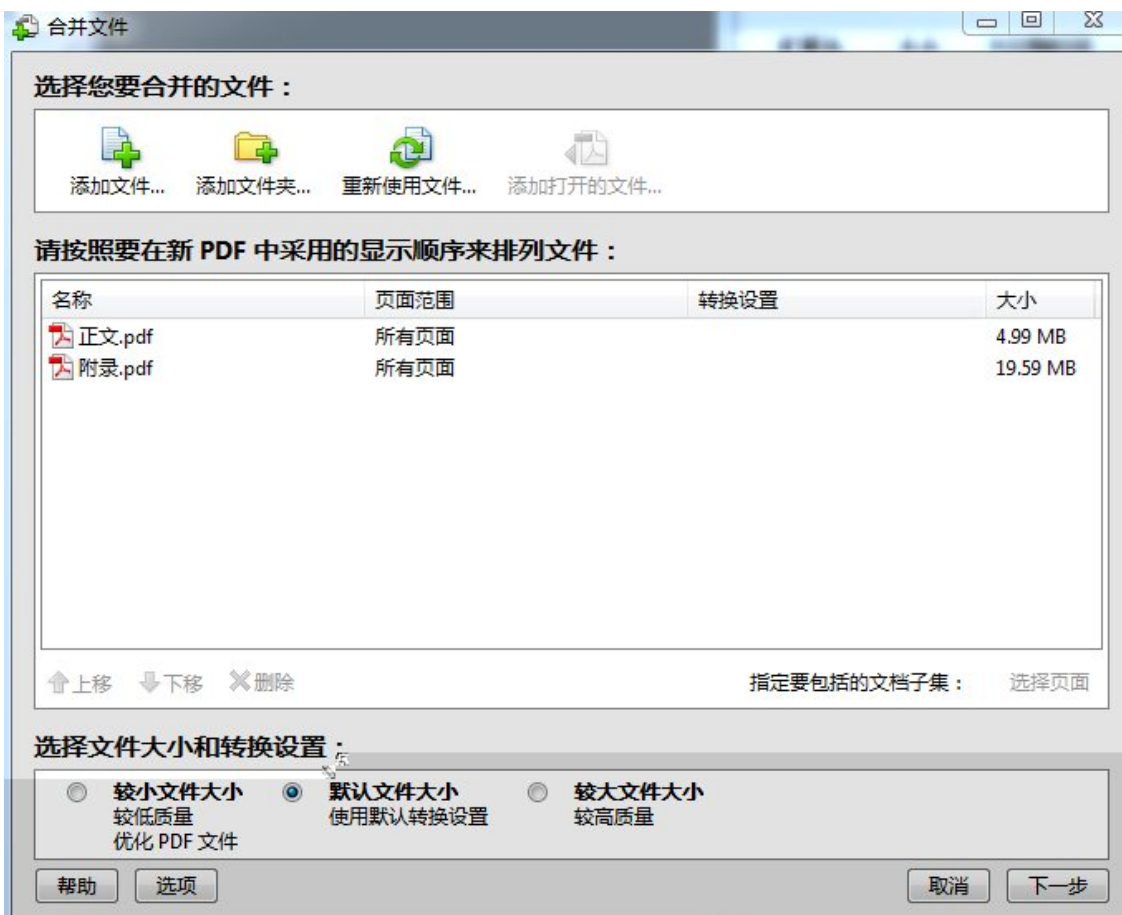 合并文件
选择您要合并的文件：
添加文件... 添加文件夹... 重新使用文件... 添加打开的文件...
请按照要在新 PDF 中采用的显示顺序来排列文件：
名称 页面范围 转换设置 大小
正文.pdf 所有页面 4.99 MB
附录.pdf 所有页面 19.59 MB
上移 下移 删除 指定要包括的文档子集： 选择页面
选择文件大小和转换设置：
较小文件大小 默认文件大小 较大文件大小
较低质量 使用默认转换设置 较高质量
优化 PDF 文件
帮助 选项 取消 下一步